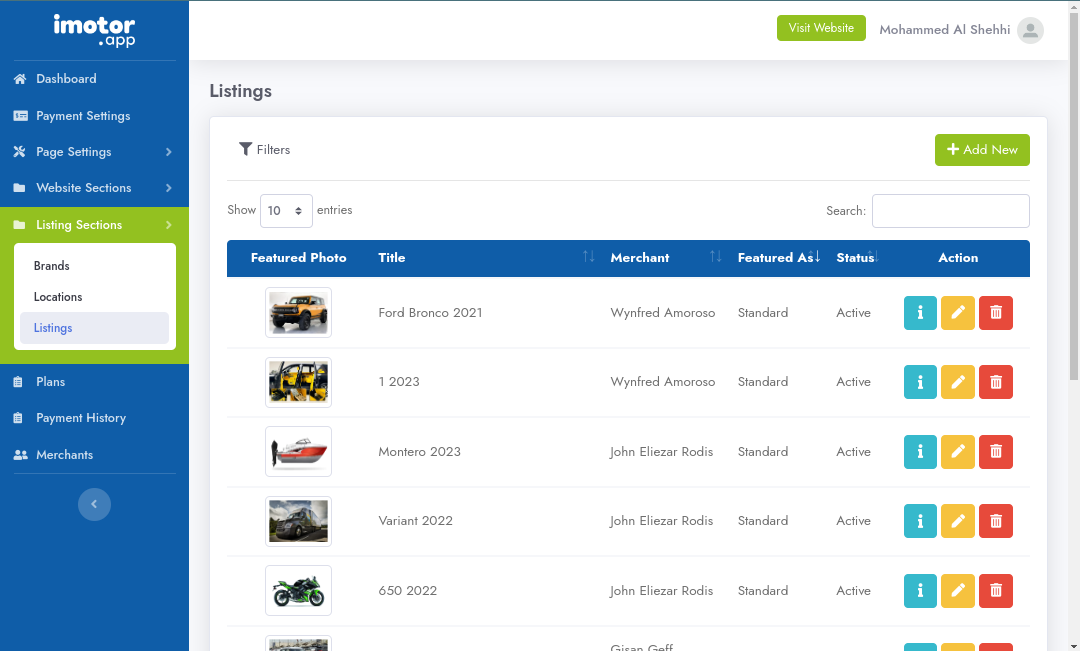 imotor
.app
Visit Website
Mohammed Al Shehhi
Dashboard
Payment Settings
Page Settings
Website Sections
Listing Sections
Brands
Locations
Listings
Plans
Payment History
Merchants
Listings
Filters
Add New
Show 10 entries
Search:
Featured Photo Title Merchant Featured As Status Action
Ford Bronco 2021 Wynfred Amoroso Standard Active
1 2023 Wynfred Amoroso Standard Active
Montero 2023 John Eliezar Rodis Standard Active
Variant 2022 John Eliezar Rodis Standard Active
650 2022 John Eliezar Rodis Standard Active
Gisan Geff